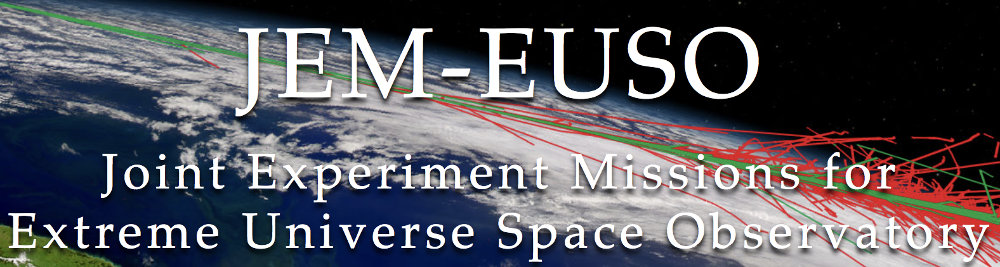 JEM-EUSO
Joint Experiment Missions for
Extreme Universe Space Observatory